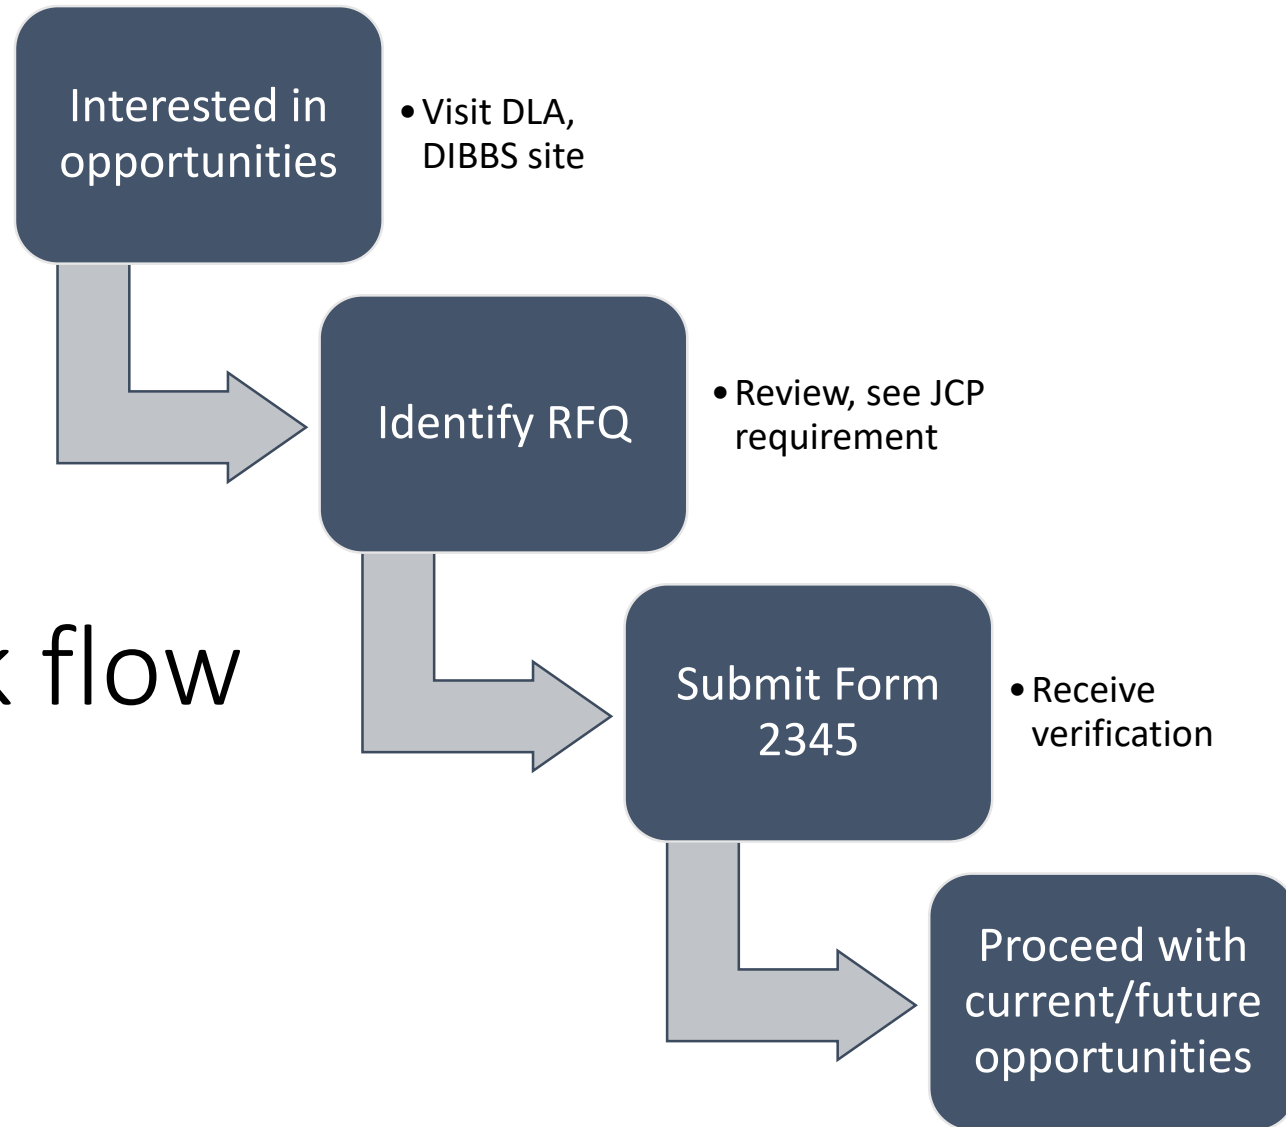 Interested in
opportunities
• Visit DLA,
DIBBS site
Identify RFQ
• Review, see JCP
requirement
k flow
Submit Form
2345
• Receive
verification
Proceed with
current/future
opportunities